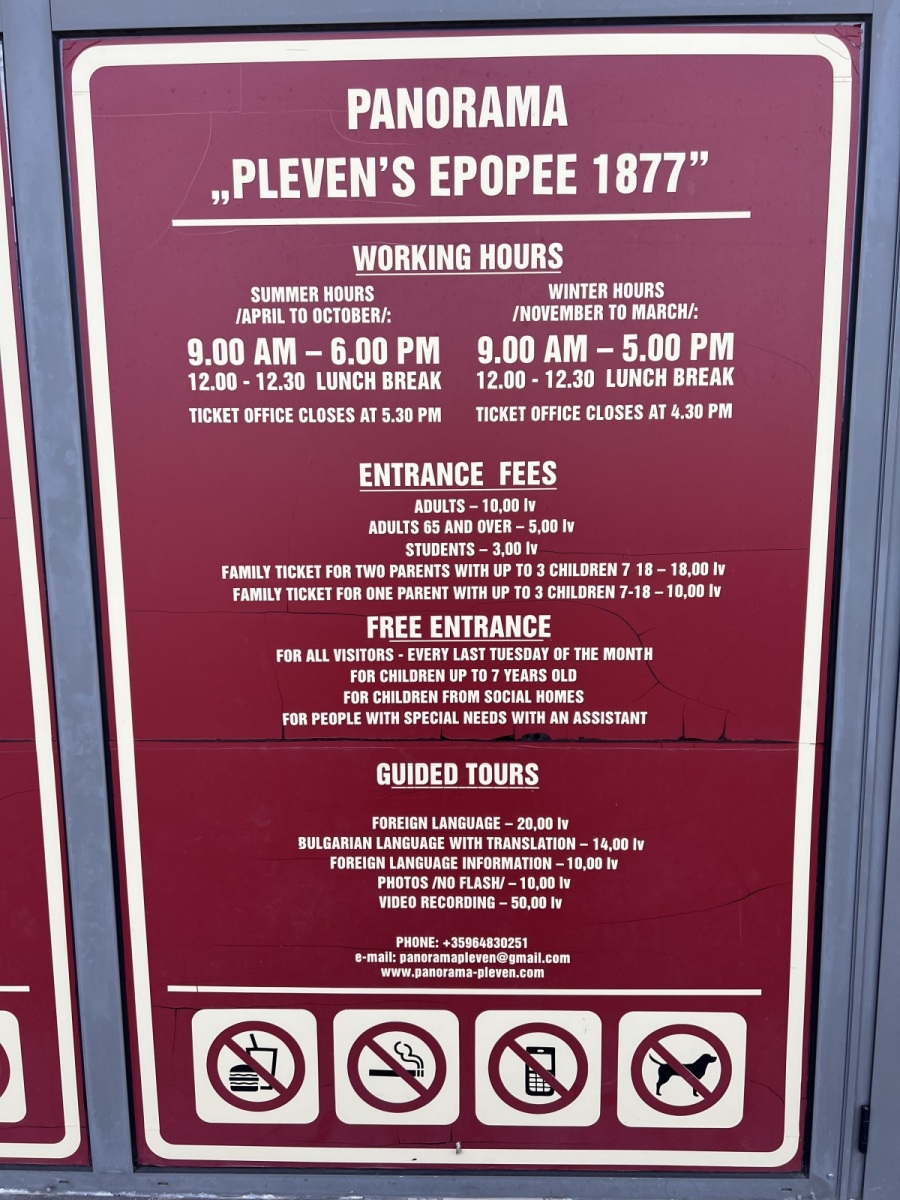 PANORAMA
„PLEVEN'S EPOPEE 1877”
WORKING HOURS
SUMMER HOURS
/APRIL TO OCTOBER/:
9.00 AM – 6.00 PM
12.00 - 12.30 LUNCH BREAK
TICKET OFFICE CLOSES AT 5.30 PM
WINTER HOURS
/NOVEMBER TO MARCH/:
9.00 AM – 5.00 PM
12.00 - 12.30 LUNCH BREAK
TICKET OFFICE CLOSES AT 4.30 PM
ENTRANCE FEES
ADULTS – 10,00 lv
ADULTS 65 AND OVER – 5,00 lv
STUDENTS – 3,00 lv
FAMILY TICKET FOR TWO PARENTS WITH UP TO 3 CHILDREN 7 18 – 18,00 lv
FAMILY TICKET FOR ONE PARENT WITH UP TO 3 CHILDREN 7-18 – 10,00 lv
FREE ENTRANCE
FOR ALL VISITORS - EVERY LAST TUESDAY OF THE MONTH
FOR CHILDREN UP TO 7 YEARS OLD
FOR CHILDREN FROM SOCIAL HOMES
FOR PEOPLE WITH SPECIAL NEEDS WITH AN ASSISTANT
GUIDED TOURS
FOREIGN LANGUAGE – 20,00 lv
BULGARIAN LANGUAGE WITH TRANSLATION – 14,00 lv
FOREIGN LANGUAGE INFORMATION – 10,00 lv
PHOTOS /NO FLASH/ – 10,00 lv
VIDEO RECORDING – 50,00 lv
PHONE: +35964830251
e-mail: panoramapleven@gmail.com
www.panorama-pleven.com